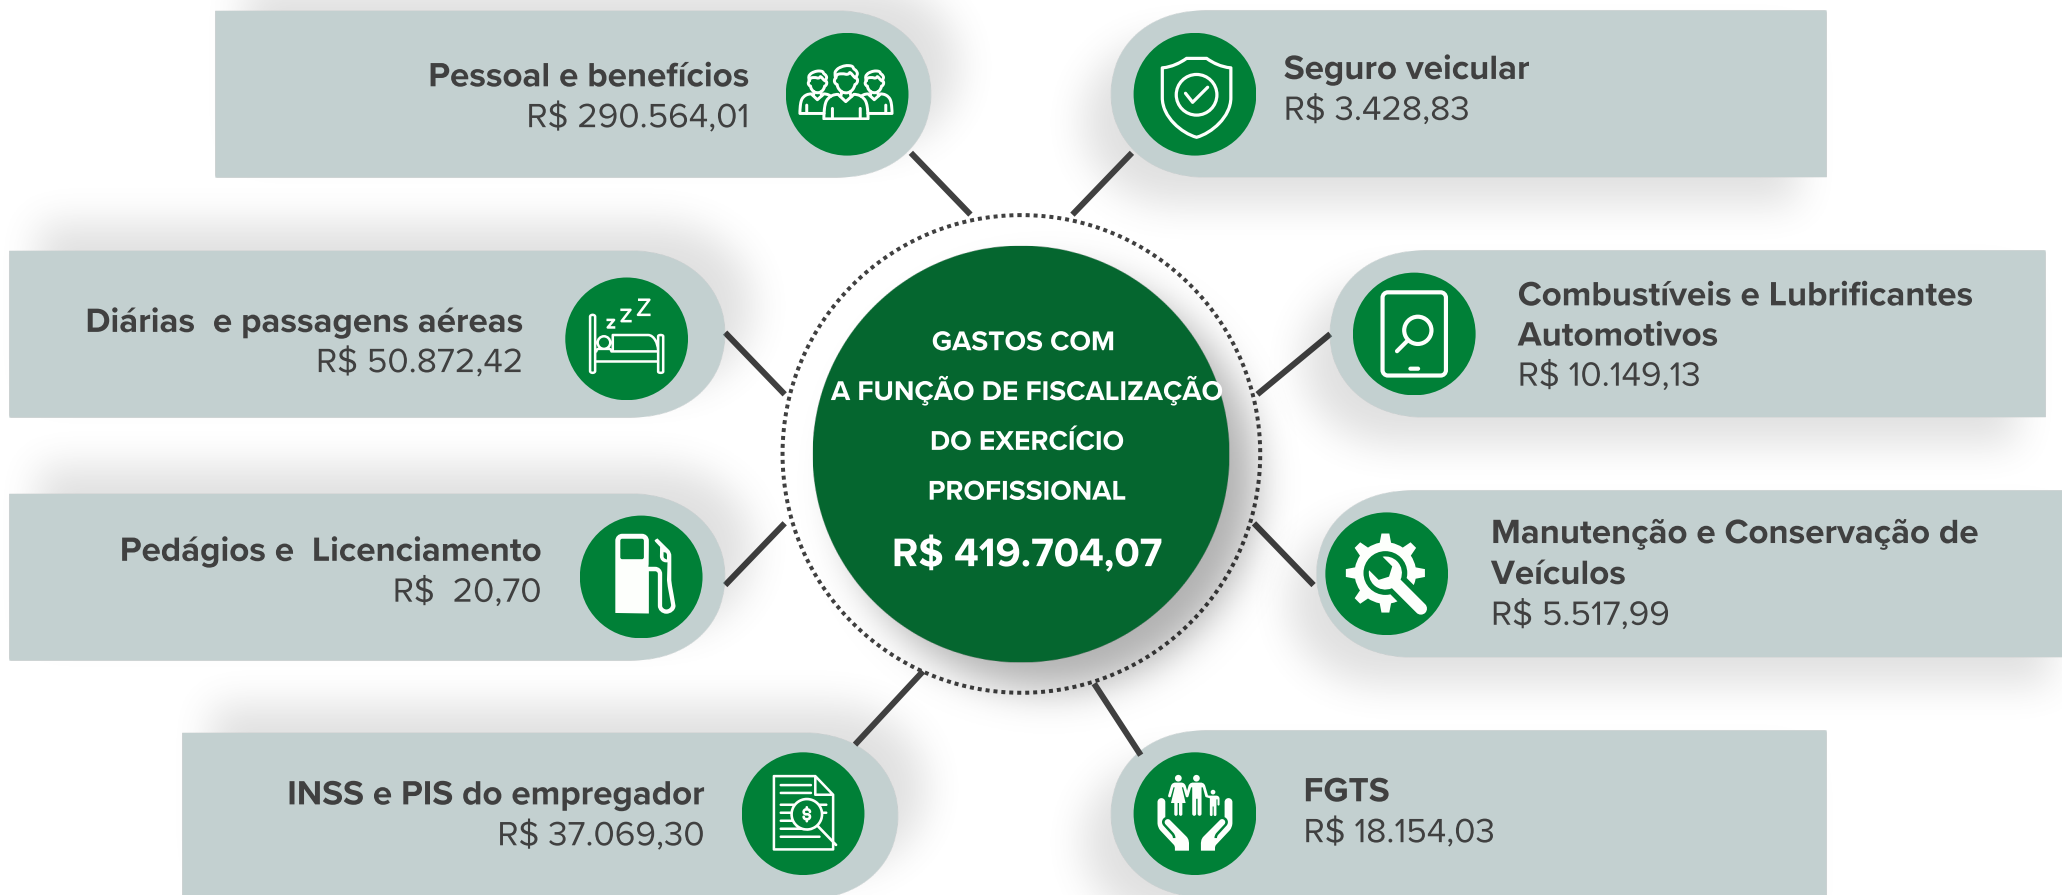 Pessoal e benefícios
R$ 290.564,01
Seguro veicular
R$ 3.428,83
Diárias e passagens aéreas
R$ 50.872,42
z z Z Z
Combustíveis e Lubrificantes
Automotivos
R$ 10.149,13
GASTOS COM
A FUNÇÃO DE FISCALIZAÇÃO
DO EXERCÍCIO
PROFISSIONAL
R$ 419.704,07
Pedágios e Licenciamento
R$ 20,70
Manutenção e Conservação de
Veículos
R$ 5.517,99
INSS e PIS do empregador
R$ 37.069,30
$
FGTS
R$ 18.154,03